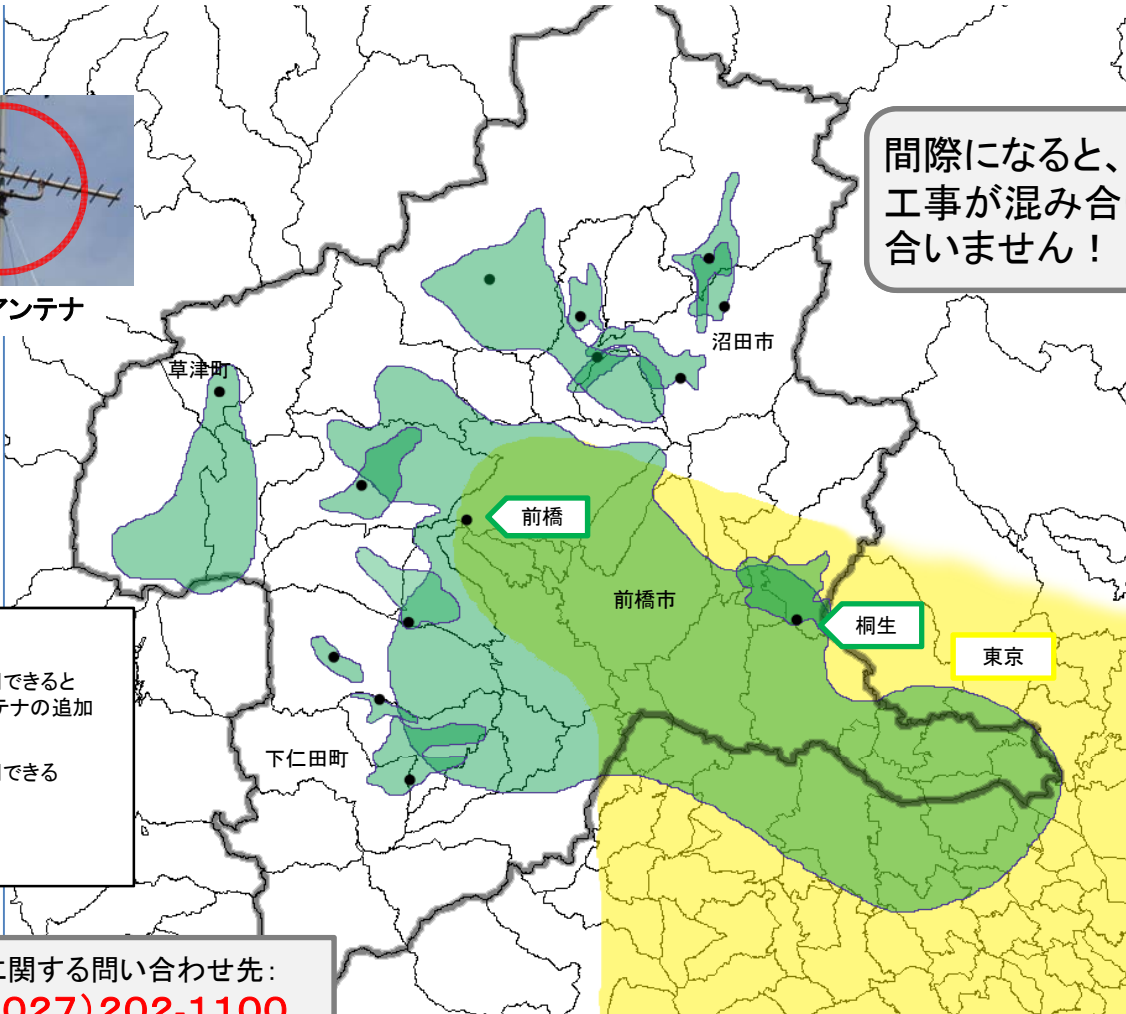 間際になると、
工事が混み合
合いません！
アンテナ
沼田市
草津町
前橋
前橋市
桐生
東京
できると
テナの追加
できる
下仁田町
に関する問い合わせ先：
027）202-1100